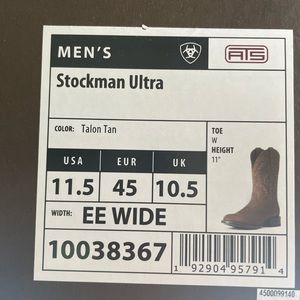 MEN'S
ATS
Stockman Ultra
COLOR: Talon Tan
TOE
W
HEIGHT
11"
USA EUR UK
11.5 45 10.5
WIDTH: EE WIDE
10038367
1 92904 95791 4
4500099140